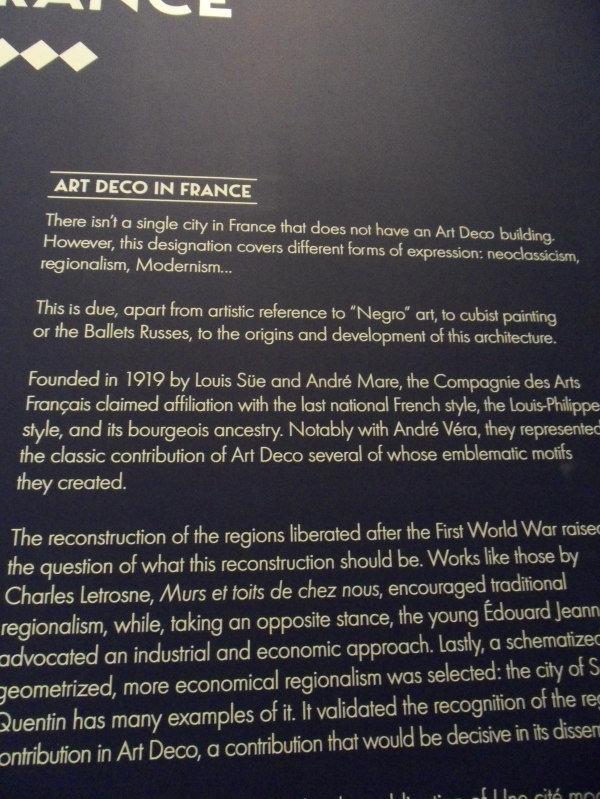 FRANCE
ART DECO IN FRANCE
There isn't a single city in France that does not have an Art Deco building.
However, this designation covers different forms of expression: neoclassicism,
regionalism, Modernism...
This is due, apart from artistic reference to "Negro" art, to cubist painting
or the Ballets Russes, to the origins and development of this architecture.
Founded in 1919 by Louis Süe and André Mare, the Compagnie des Arts
Français claimed affiliation with the last national French style, the Louis-Philippe
style, and its bourgeois ancestry. Notably with André Véra, they represented
the classic contribution of Art Deco several of whose emblematic motifs
they created.
The reconstruction of the regions liberated after the First World War raised
the question of what this reconstruction should be. Works like those by
Charles Letrosne, Murs et toits de chez nous, encouraged traditional
regionalism, while, taking an opposite stance, the young Édouard Jeann
advocated an industrial and economic approach. Lastly, a schematized
geometrized, more economical regionalism was selected: the city of S
Quentin has many examples of it. It validated the recognition of the re
ontribution in Art Deco, a contribution that would be decisive in its dissem
of Une cité mo